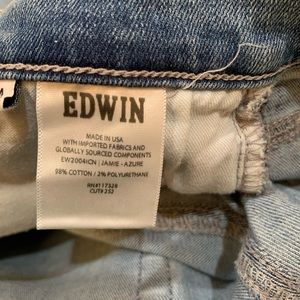 EDWIN
MADE IN USA
WITH IMPORTED FABRICS AND
GLOBALLY SOURCED COMPONENTS
EW2004ICN | JAMIE - AZURE
98% COTTON / 2% POLYURETHANE
RN#117328
CUT# 252